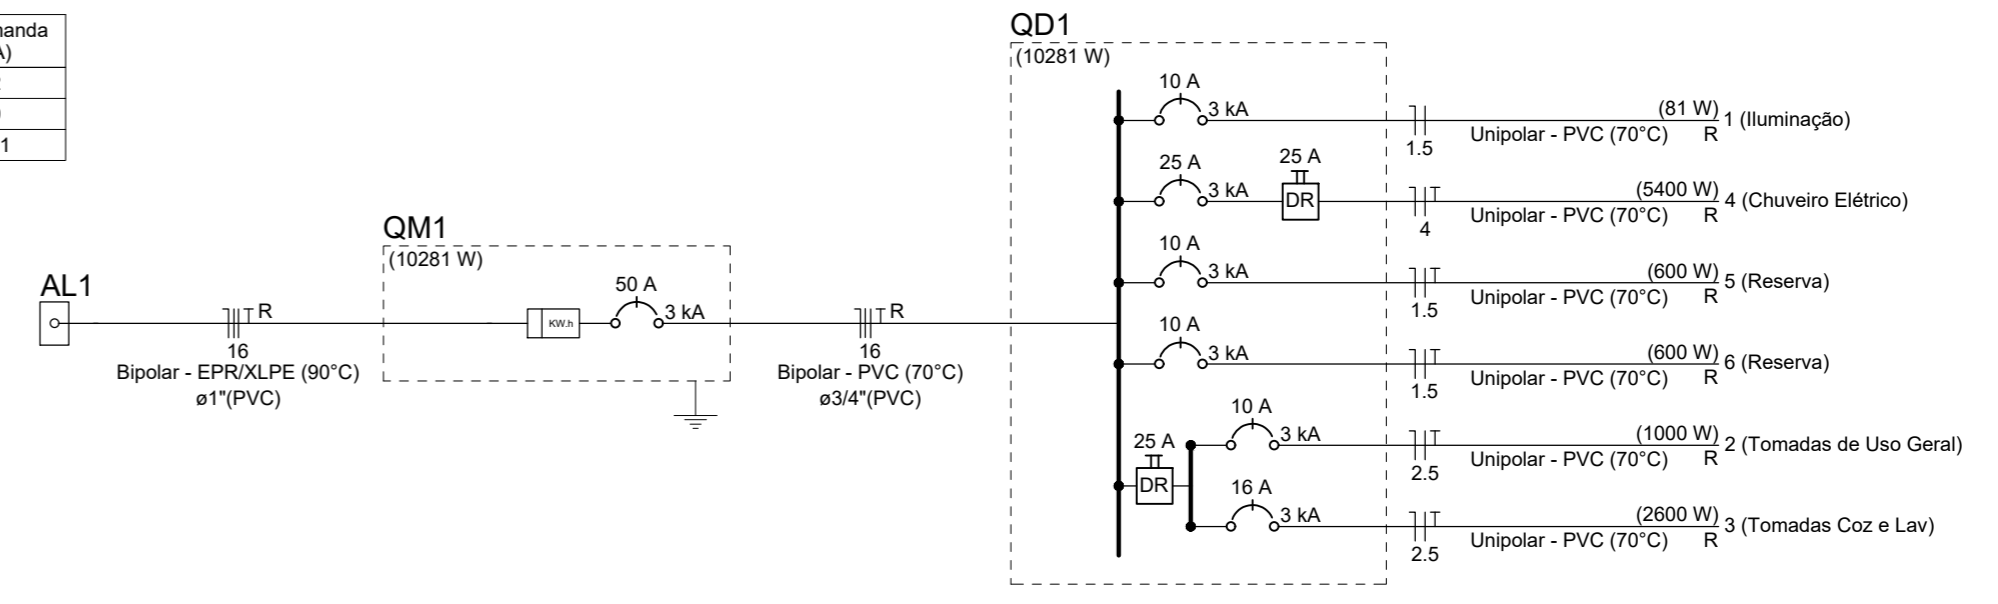 A)
1
QD1
(10281 W)
10 A
3 kA
(81 W)
1 (Iluminação)
1.5
Unipolar - PVC (70°C)
R
25 A
3 kA
25 A
DR
(5400 W)
4 (Chuveiro Elétrico)
4
Unipolar - PVC (70°C)
R
10 A
3 kA
(600 W)
5 (Reserva)
1.5
Unipolar - PVC (70°C)
R
10 A
3 kA
(600 W)
6 (Reserva)
1.5
Unipolar - PVC (70°C)
R
25 A
DR
10 A
3 kA
(1000 W)
2 (Tomadas de Uso Geral)
2.5
Unipolar - PVC (70°C)
R
16 A
3 kA
(2600 W)
3 (Tomadas Coz e Lav)
2.5
Unipolar - PVC (70°C)
R
QM1
(10281 W)
50 A
KW.h
3 kA
AL1
R
16
Bipolar - EPR/XLPE (90°C)
ø1"(PVC)
R
16
Bipolar - PVC (70°C)
ø3/4"(PVC)